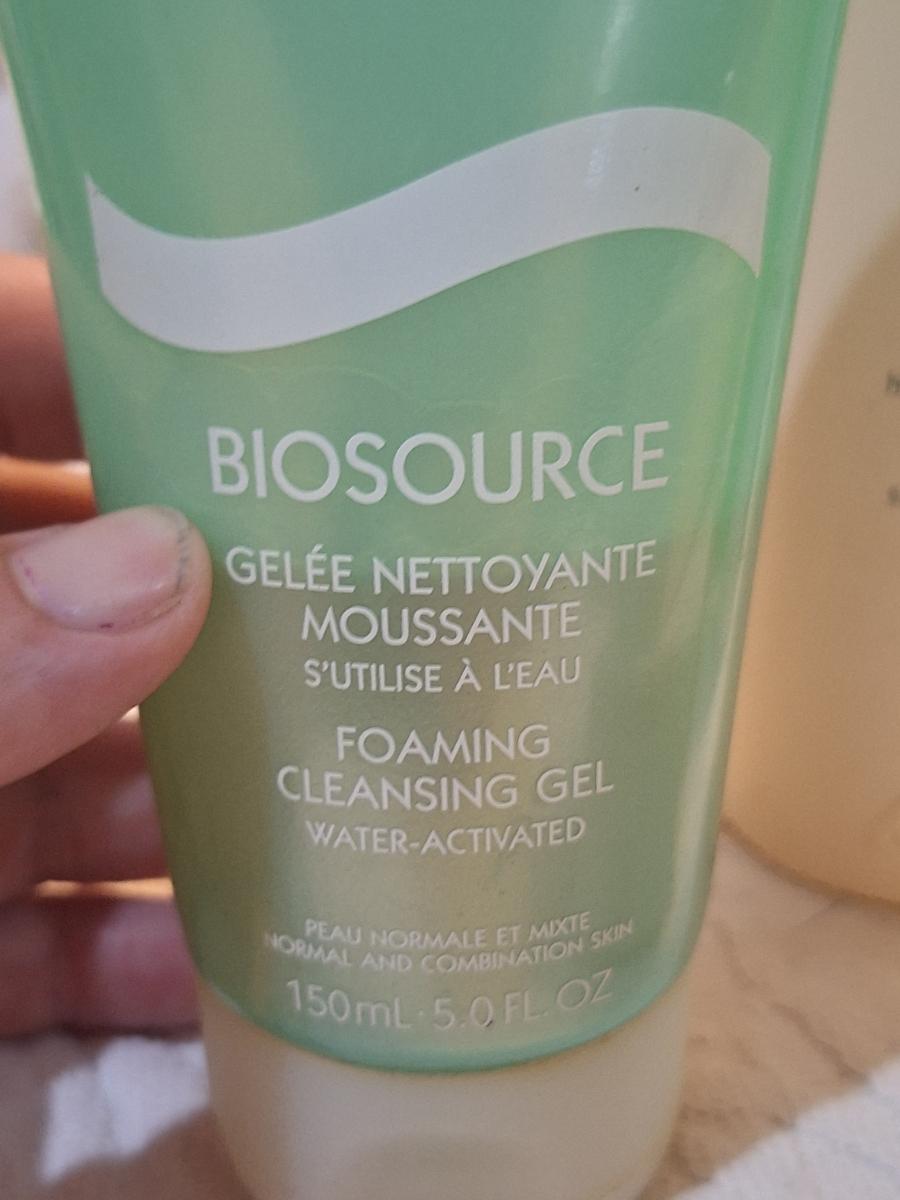 BIOSOURCE
GELÉE NETTOYANTE
MOUSSANTE
S'UTILISE À L'EAU
FOAMING
CLEANSING GEL
WATER-ACTIVATED
PEAU NORMALE ET MIXTE
NORMAL AND COMBINATION SKIN
150mL · 5.0 FL. OZ